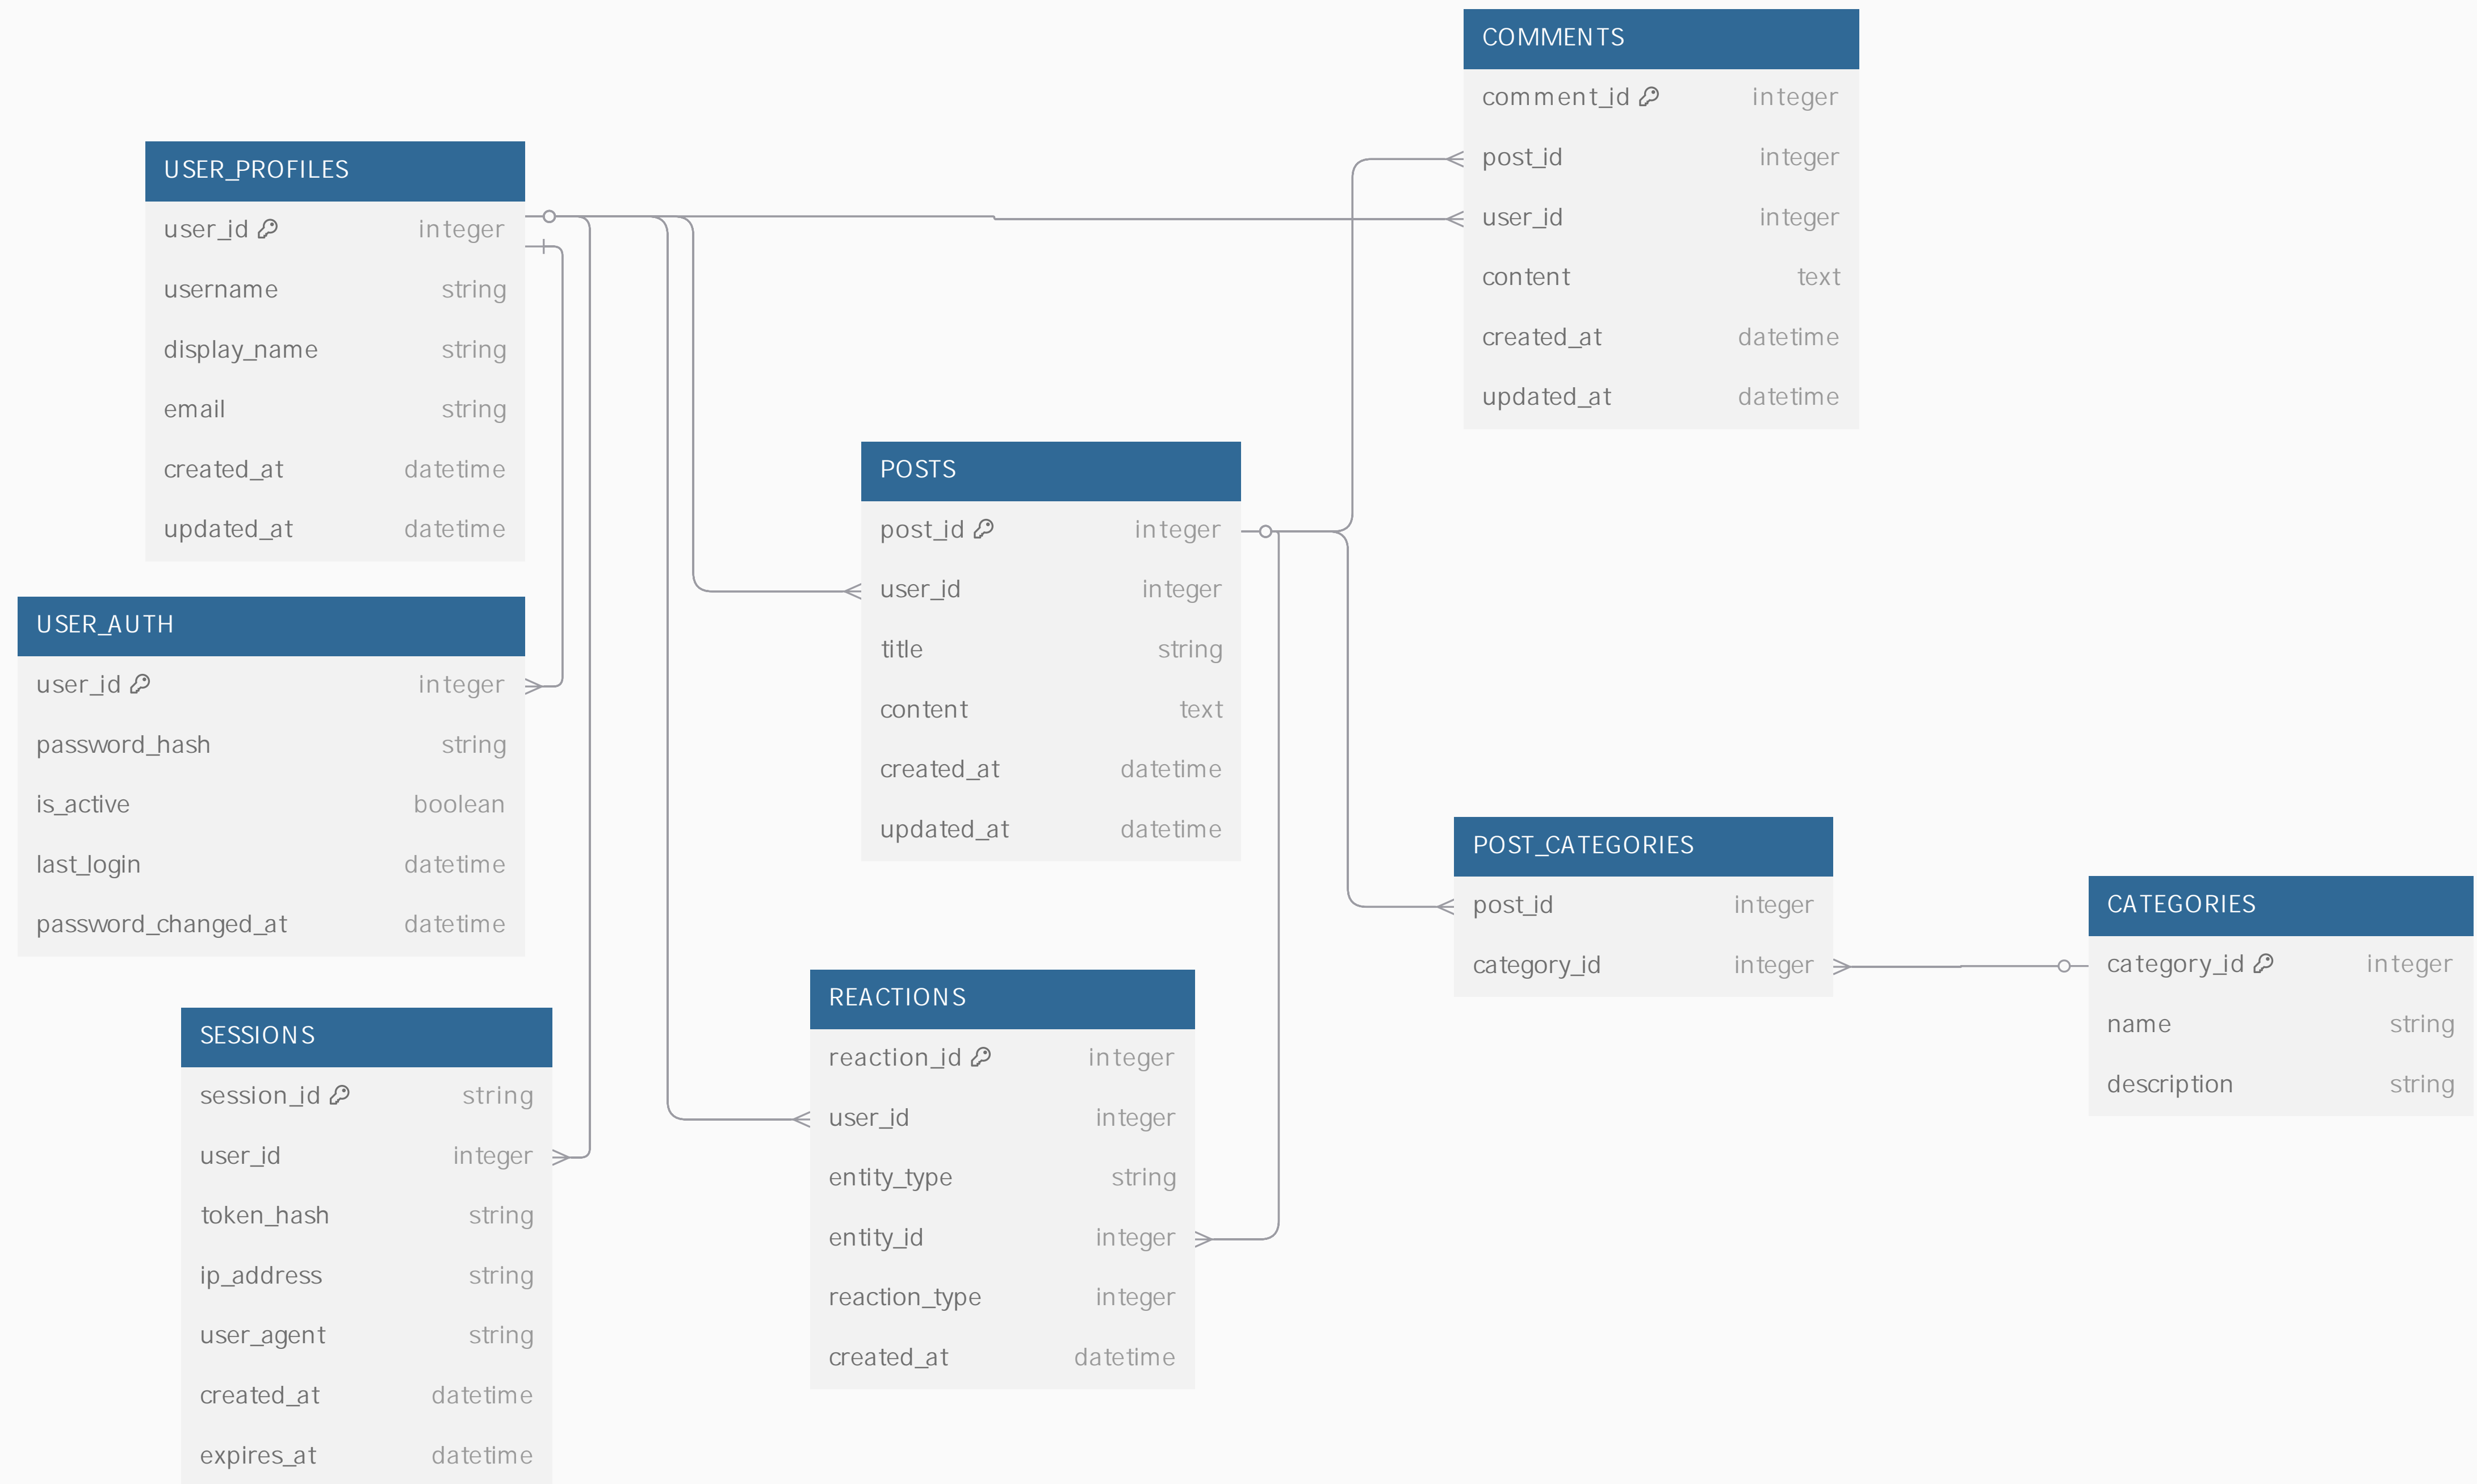 USER_PROFILES
user_id integer
username string
display_name string
email string
created_at datetime
updated_at datetime
USER_AUTH
user_id integer
password_hash string
is_active boolean
last_login datetime
password_changed_at datetime
SESSIONS
session_id string
user_id integer
token_hash string
ip_address string
user_agent string
created_at datetime
expires_at datetime
POSTS
post_id integer
user_id integer
title string
content text
created_at datetime
updated_at datetime
REACTIONS
reaction_id integer
user_id integer
entity_type string
entity_id integer
reaction_type integer
created_at datetime
COMMENTS
comment_id integer
post_id integer
user_id integer
content text
created_at datetime
updated_at datetime
POST_CATEGORIES
post_id integer
category_id integer
CATEGORIES
category_id integer
name string
description string